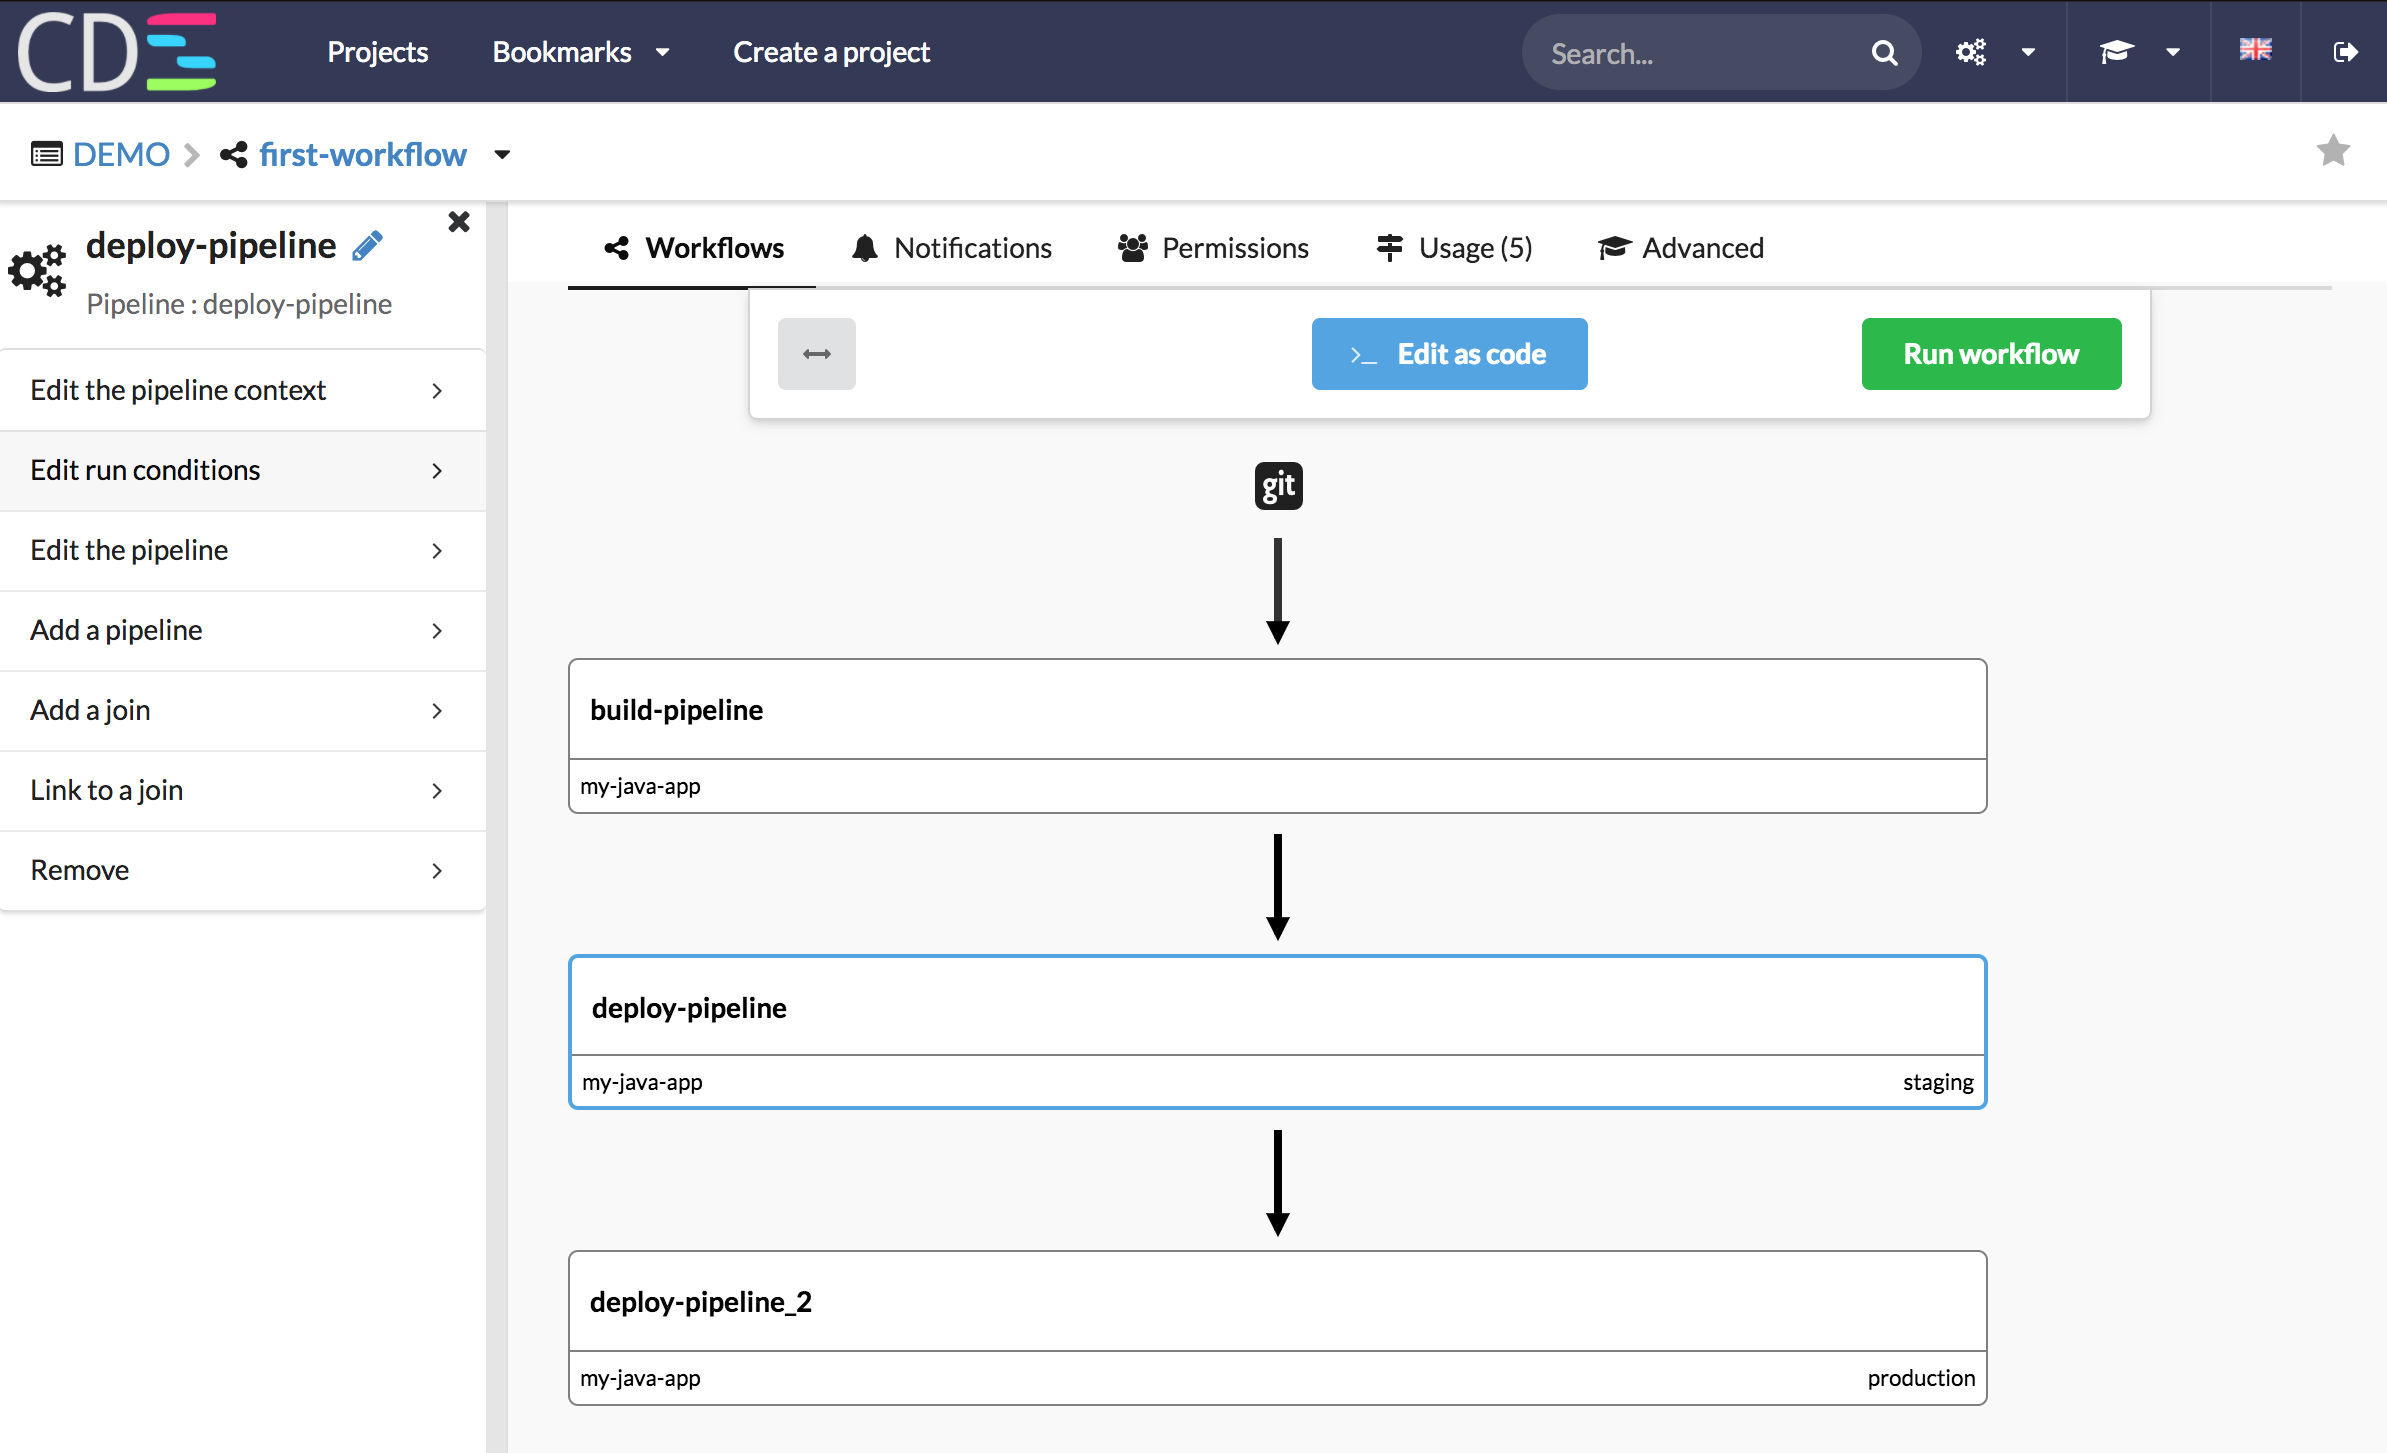 CDS
Projects Bookmarks Create a project Search...
DEMO first-workflow
deploy-pipeline
Pipeline : deploy-pipeline
Edit the pipeline context
Edit run conditions
Edit the pipeline
Add a pipeline
Add a join
Link to a join
Remove
Workflows Notifications Permissions Usage (5) Advanced
>_ Edit as code Run workflow
git
build-pipeline
my-java-app
deploy-pipeline
my-java-app staging
deploy-pipeline_2
my-java-app production